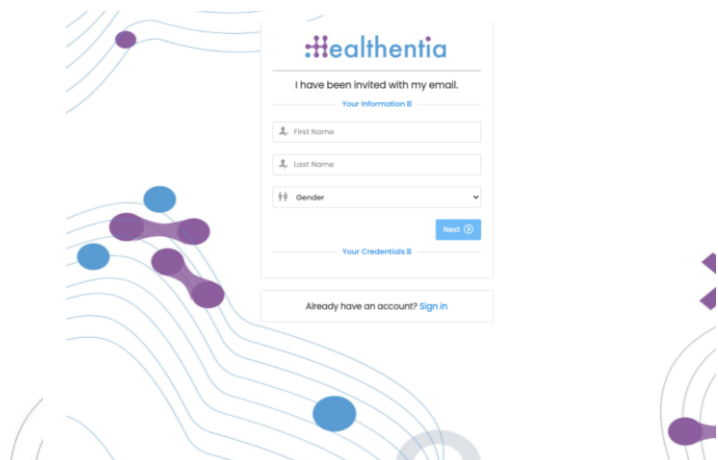 Healthentia
I have been invited with my email.
Your Information
First Name
Last Name
Gender
Next
Your Credentials
Already have an account? Sign in